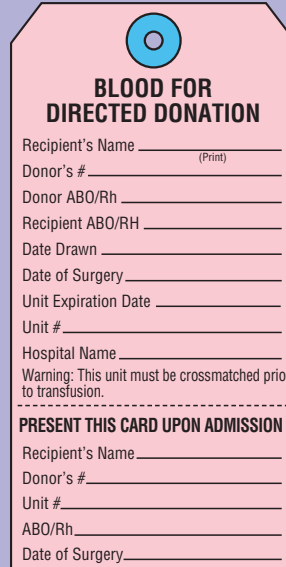 BLOOD FOR
DIRECTED DONATION
Recipient's Name
(Print)
Donor's #
Donor ABO/Rh
Recipient ABO/RH
Date Drawn
Date of Surgery
Unit Expiration Date
Unit #
Hospital Name
Warning: This unit must be crossmatched prio
to transfusion.
PRESENT THIS CARD UPON ADMISSION
Recipient's Name
Donor's #
Unit #
ABO/Rh
Date of Surgery